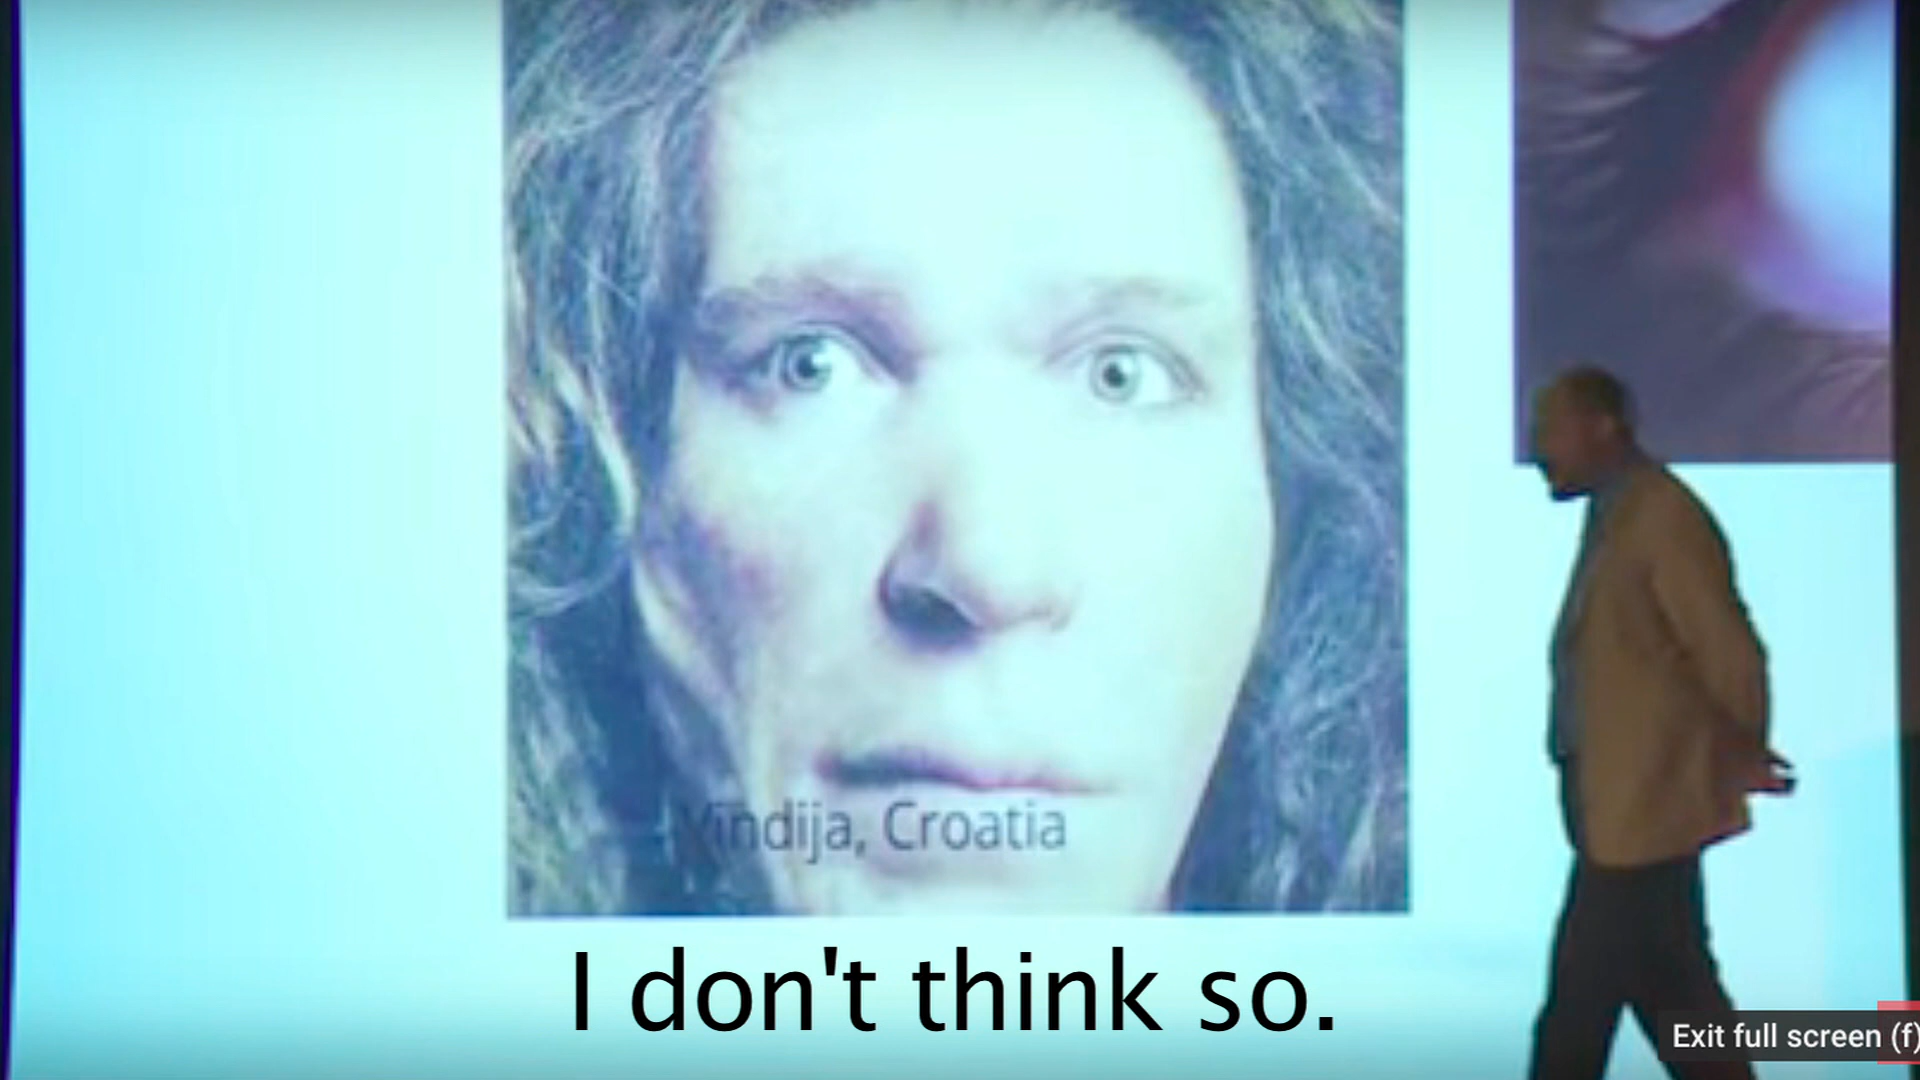 Vindija, Croatia
I don't think so.
Exit full screen (f)